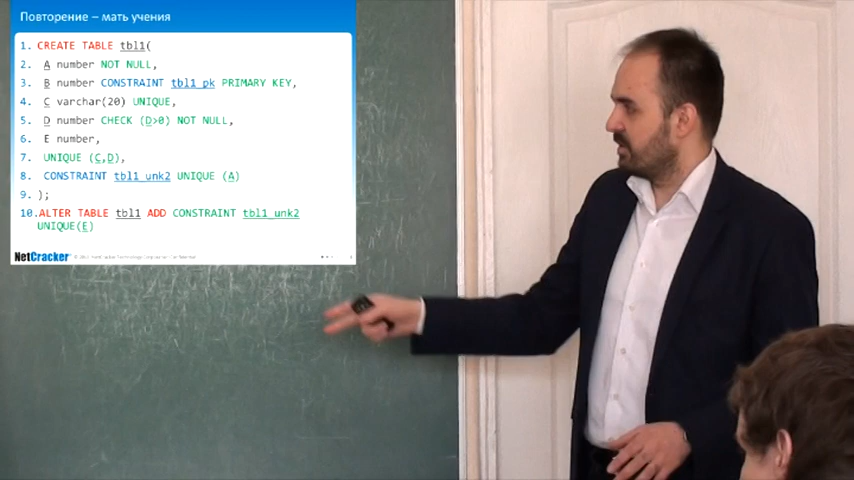 Повторение – мать учения
1. CREATE TABLE tbl1(
2. A number NOT NULL,
3. B number CONSTRAINT tbl1_pk PRIMARY KEY,
4. C varchar(20) UNIQUE,
5. D number CHECK (D>0) NOT NULL,
6. E number,
7. UNIQUE (C,D),
8. CONSTRAINT tbl1_unk2 UNIQUE (A)
9. );
10.ALTER TABLE tbl1 ADD CONSTRAINT tbl1_unk2
UNIQUE(E)
NetCracker